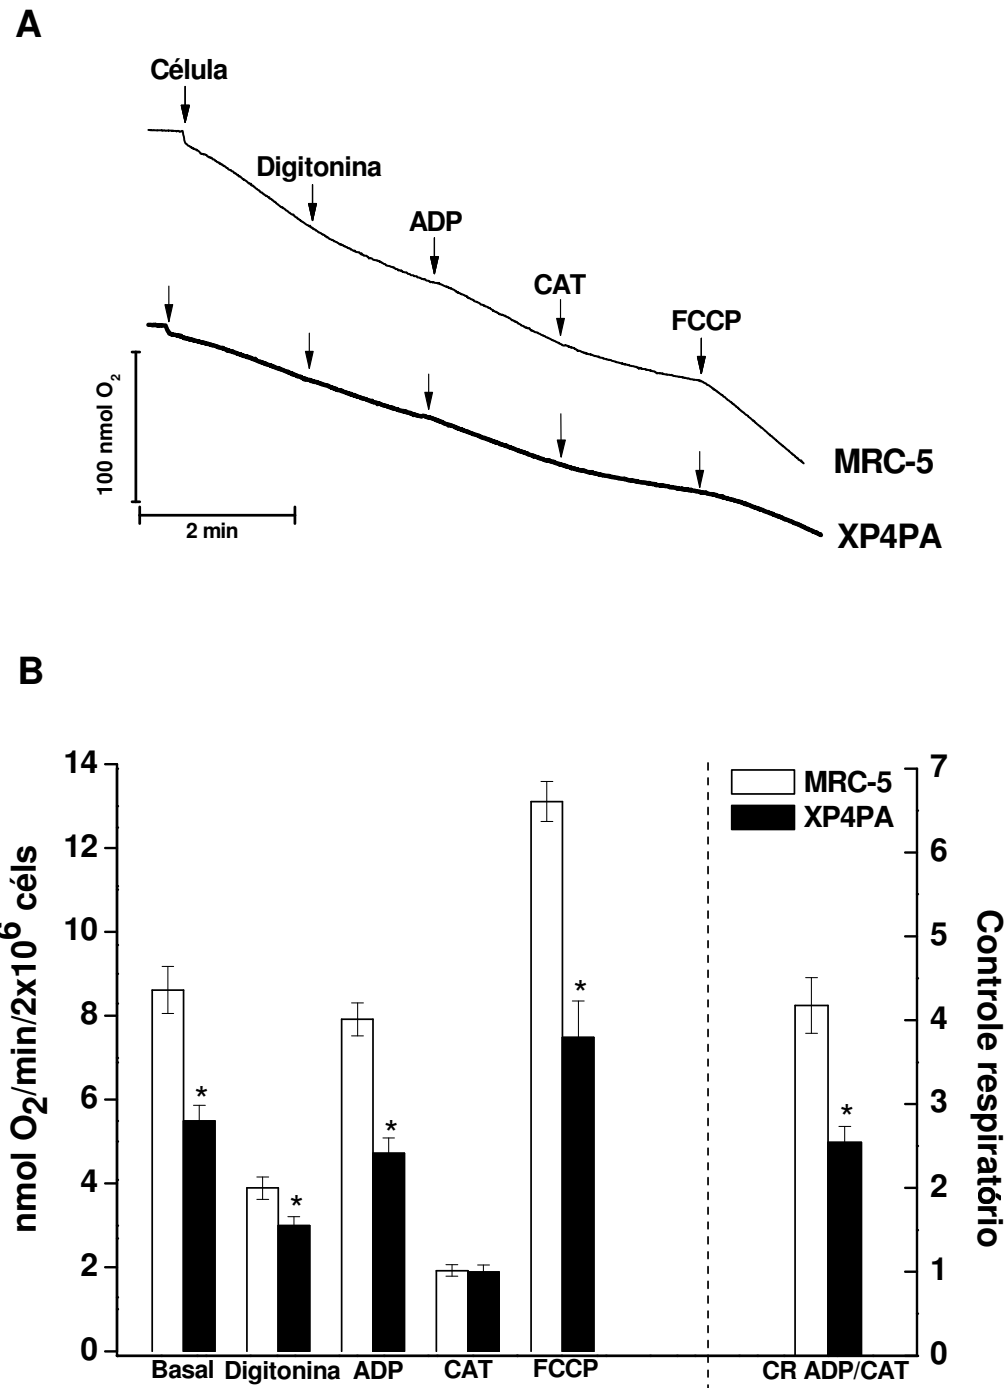 A
Célula
Digitonina
ADP
CAT
FCCP
100 nmol O2
2 min
MRC-5
XP4PA
B
nmol O2/min/2x10^6 céls
14
12
10
8
6
4
2
0
Basal
Digitonina
ADP
CAT
FCCP
CR ADP/CAT
*
*
*
*
*
MRC-5
XP4PA
7
6
5
4
3
2
1
0
Controle respiratório